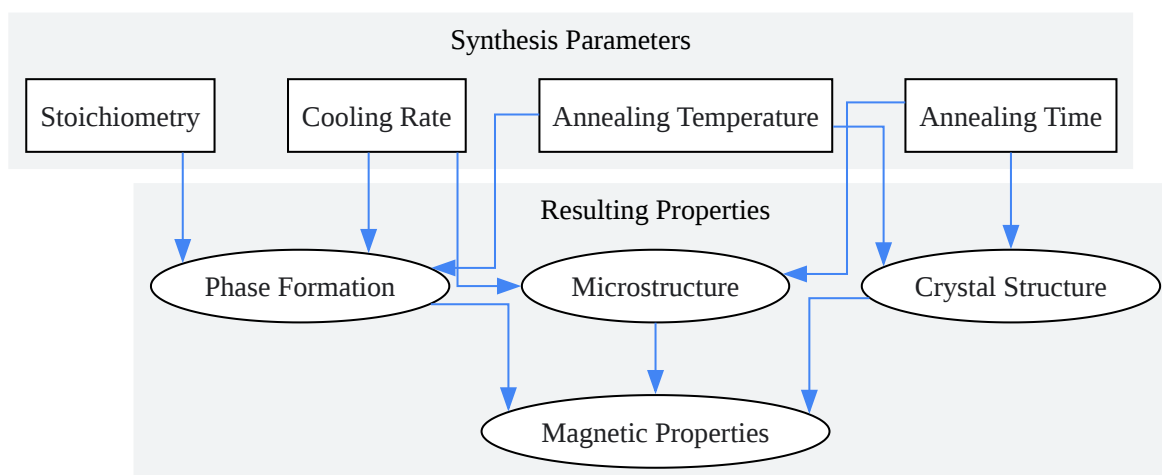 Synthesis Parameters
Stoichiometry
Cooling Rate
Annealing Temperature
Annealing Time
Resulting Properties
Phase Formation
Microstructure
Crystal Structure
Magnetic Properties